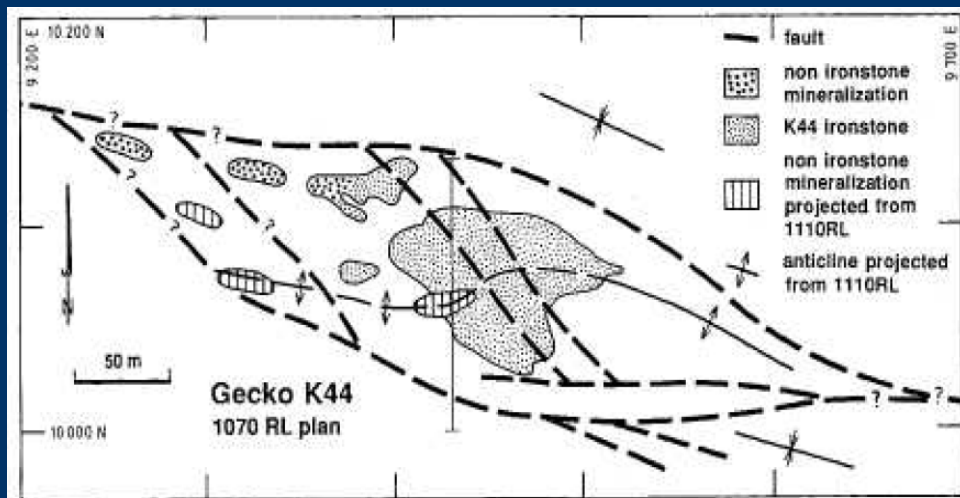 10,200 N
9 200 E
9 700 E
fault
non ironstone
mineralization
K44 ironstone
non ironstone
mineralization
projected from
1110RL
anticline projected
from 1110RL
?
?
?
?
?
?
?
?
50 m
Gecko K44
1070 RL plan
10 000 N